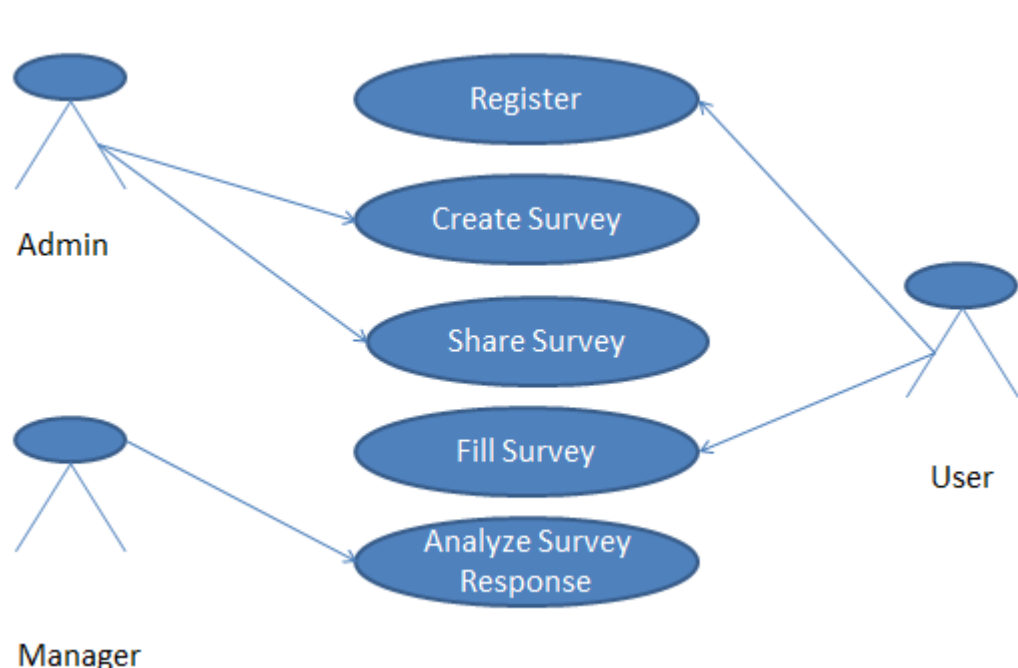 Register
Create Survey
Admin
Share Survey
Fill Survey
User
Analyze Survey
Response
Manager